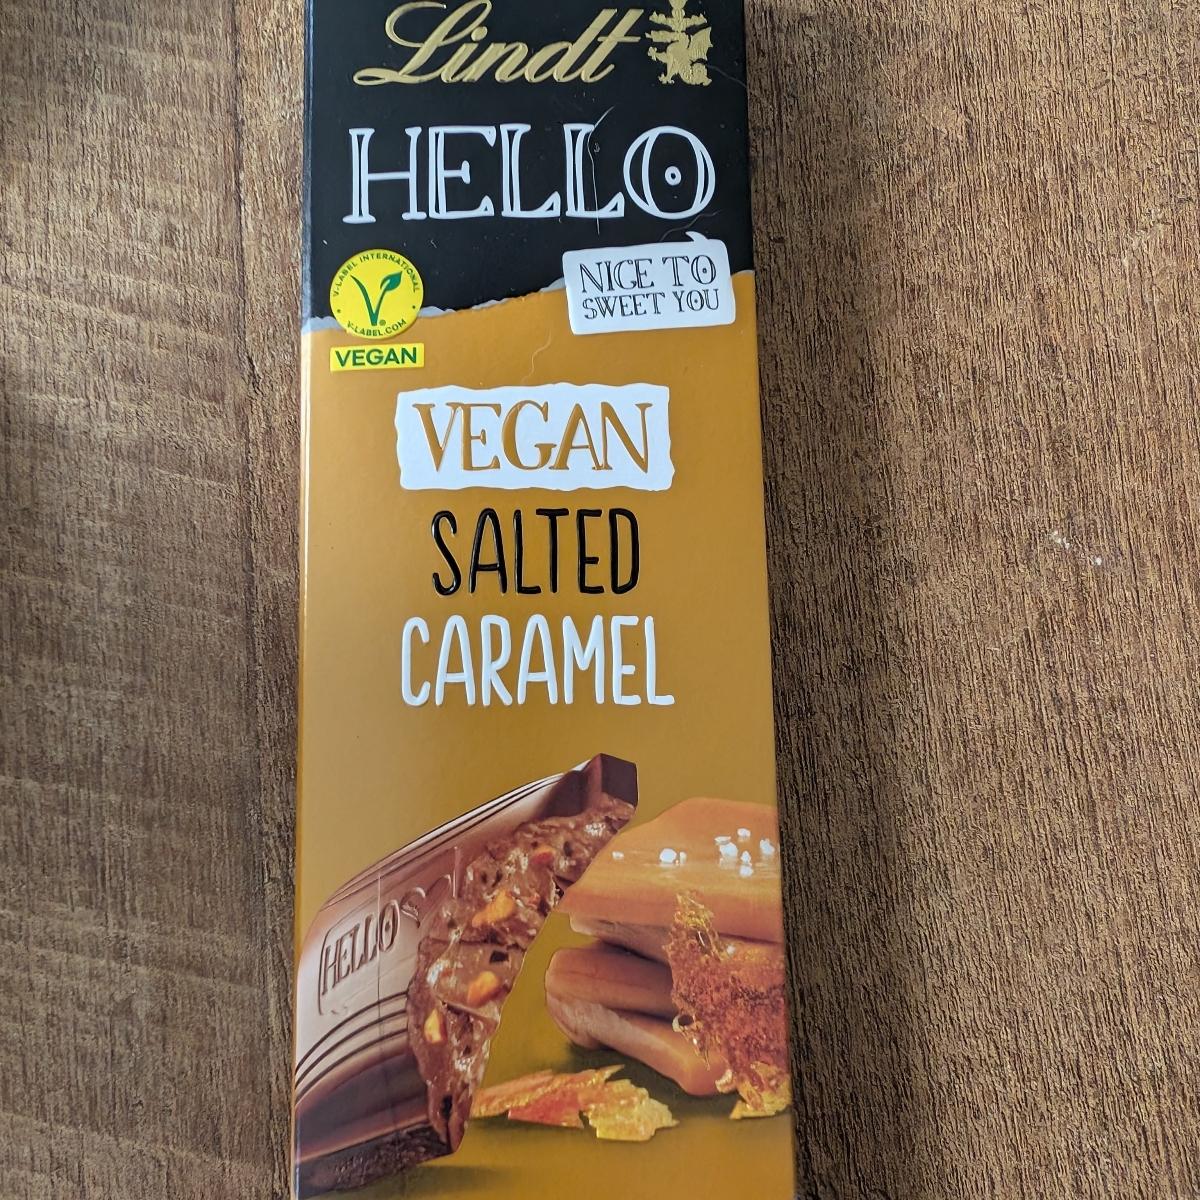 Lindt
HELLO
NICE TO
SWEET YOU
V-LABEL INTERNATIONAL
V-LABEL.COM
VEGAN
VEGAN
SALTED
CARAMEL
HELLO